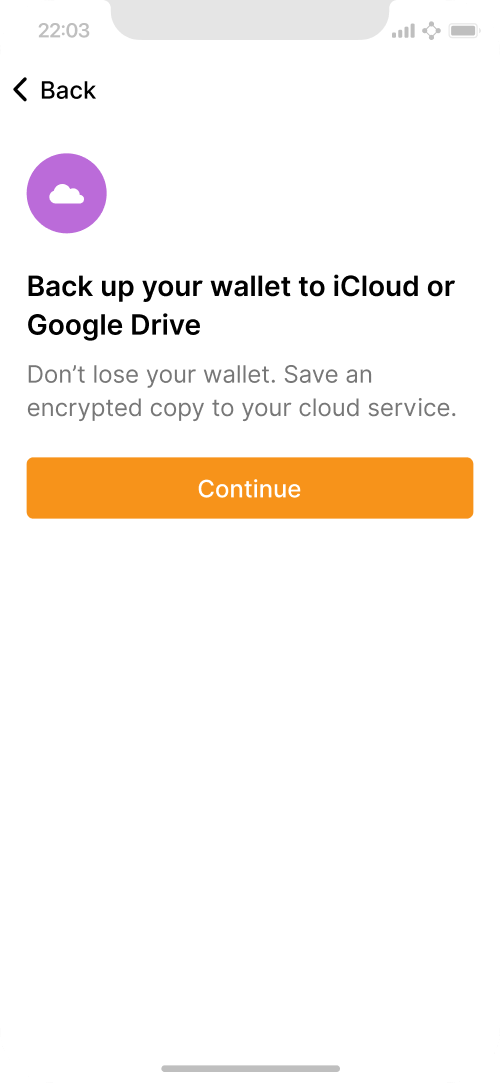 22:03
Back
Back up your wallet to iCloud or
Google Drive
Don’t lose your wallet. Save an
encrypted copy to your cloud service.
Continue